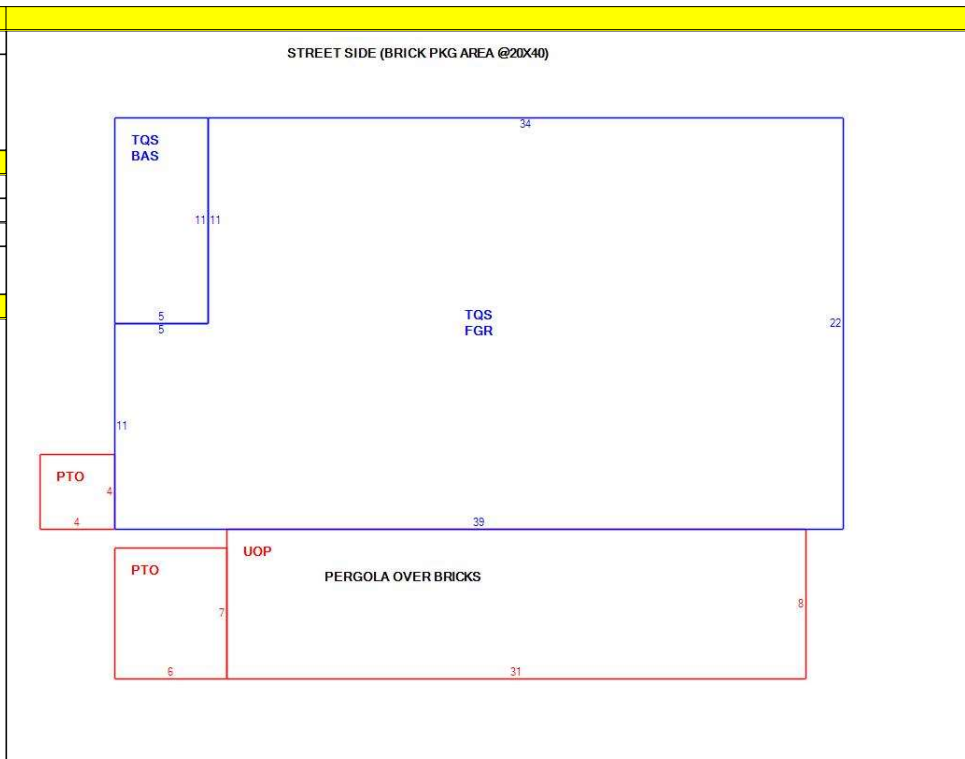 STREET SIDE (BRICK PKG AREA @20X40)
34
TQS
BAS
11 11
5
5
TQS
FGR
22
11
PTO
4
4
39
UOP
PTO
PERGOLA OVER BRICKS
8
7
6
31